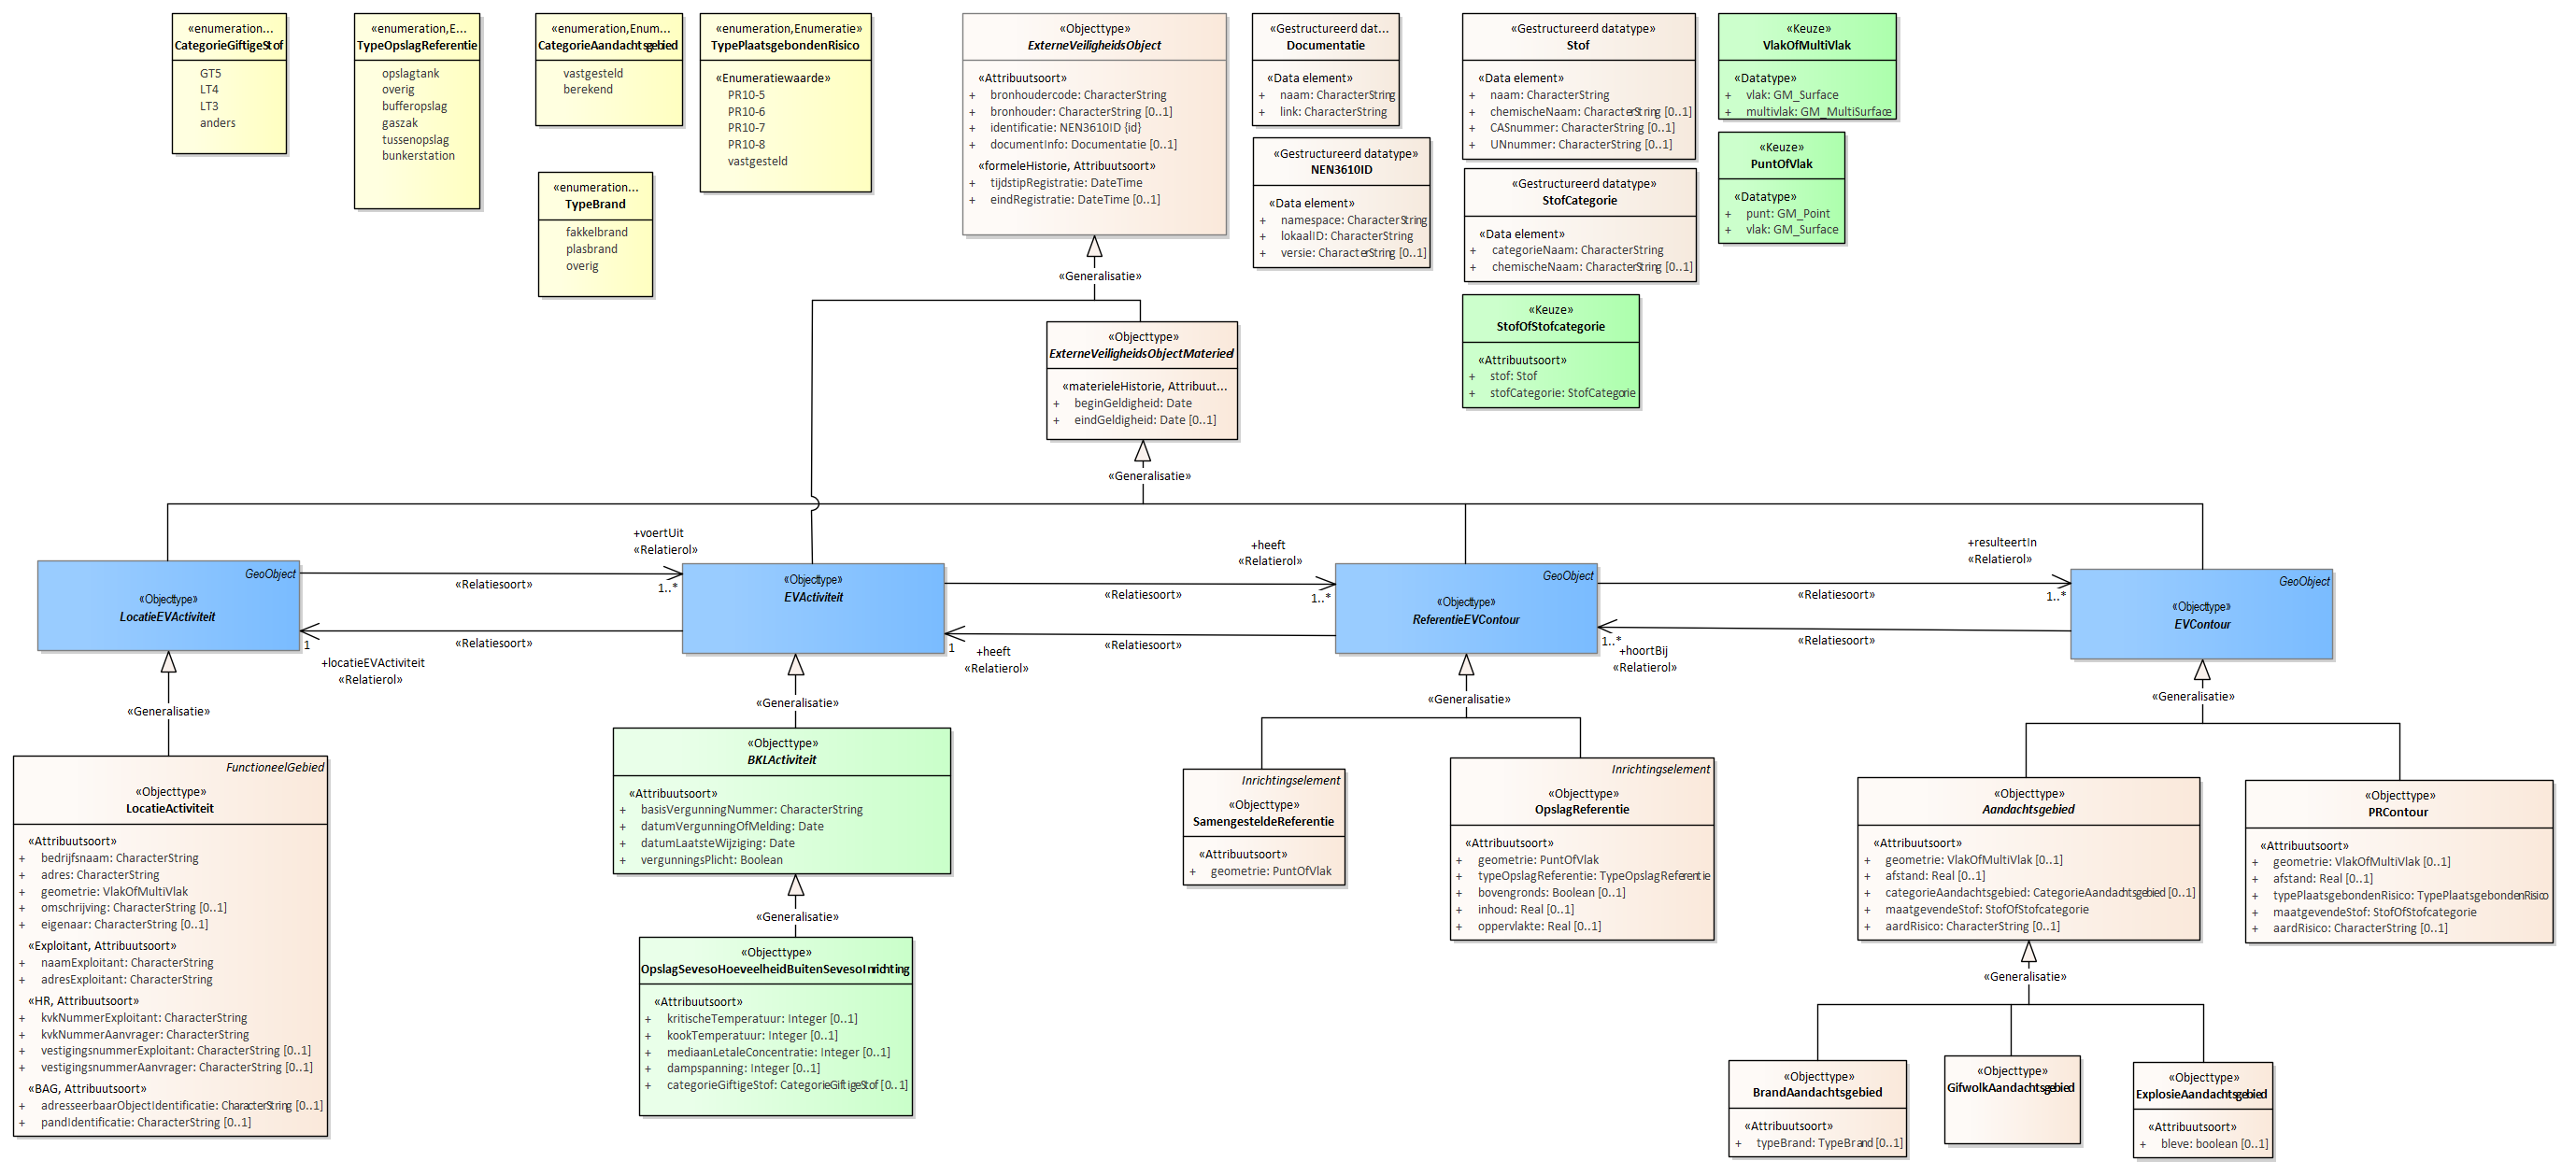 «enumeration...
CategorieGiftigeStof
GT5
LT4
LT3
anders
«enumeration,E...
TypeOpslagReferentie
opslagtank
overig
bufferopslag
gaszak
tussenopslag
bunkerstation
«enumeration,Enum...
CategorieAandachtsgebied
vastgesteld
berekend
«enumeration...
TypeBrand
fakkelbrand
plasbrand
overig
«enumeration,Enumeratie»
TypePlaatsgebondenRisico
«Enumeratiewaarde»
PR10-5
PR10-6
PR10-7
PR10-8
vastgesteld
«Objecttype»
ExterneVeiligheidsObject
«Attribuutsoort»
+ bronhoudercode: CharacterString
+ bronhouder: CharacterString [0..1]
+ identificatie: NEN3610ID {id}
+ documentInfo: Documentatie [0..1]
«formeleHistorie, Attribuutsoort»
+ tijdstipRegistratie: DateTime
+ eindRegistratie: DateTime [0..1]
«Gestructureerd dat...
Documentatie
«Data element»
+ naam: CharacterString
+ link: CharacterString
«Gestructureerd datatype»
NEN3610ID
«Data element»
+ namespace: CharacterString
+ lokaalID: CharacterString
+ versie: CharacterString [0..1]
«Gestructureerd datatype»
Stof
«Data element»
+ naam: CharacterString
+ chemischeNaam: CharacterString [0..1]
+ CASnummer: CharacterString [0..1]
+ UNnummer: CharacterString [0..1]
«Gestructureerd datatype»
StofCategorie
«Data element»
+ categorieNaam: CharacterString
+ chemischeNaam: CharacterString [0..1]
«Keuze»
StofOfStofcategorie
«Attribuutsoort»
+ stof: Stof
+ stofCategorie: StofCategorie
«Keuze»
VlakOfMultiVlak
«Datatype»
+ vlak: GM_Surface
+ multivlak: GM_MultiSurface
«Keuze»
PuntOfVlak
«Datatype»
+ punt: GM_Point
+ vlak: GM_Surface
«Generalisatie»
«Objecttype»
ExterneVeiligheidsObjectMaterieel
«materieleHistorie, Attribuut...
+ beginGeldigheid: Date
+ eindGeldigheid: Date [0..1]
«Generalisatie»
GeoObject
«Objecttype»
LocatieEVActiviteit
+voertUit
«Relatierol»
«Relatiesoort»
1..*
«Relatiesoort»
1
+locatieEVActiviteit
«Relatierol»
«Objecttype»
EVActiviteit
+heeft
«Relatierol»
«Relatiesoort»
1..*
«Relatiesoort»
1
+heeft
«Relatierol»
GeoObject
«Objecttype»
ReferentieEVContour
+resulteertIn
«Relatierol»
«Relatiesoort»
1..*
«Relatiesoort»
1..*
+hoortBij
«Relatierol»
GeoObject
«Objecttype»
EVContour
«Generalisatie»
FunctioneelGebied
«Objecttype»
LocatieActiviteit
«Attribuutsoort»
+ bedrijfsnaam: CharacterString
+ adres: CharacterString
+ geometrie: VlakOfMultiVlak
+ omschrijving: CharacterString [0..1]
+ eigenaar: CharacterString [0..1]
«Exploitant, Attribuutsoort»
+ naamExploitant: CharacterString
+ adresExploitant: CharacterString
«HR, Attribuutsoort»
+ kvkNummerExploitant: CharacterString
+ kvkNummerAanvrager: CharacterString
+ vestigingsnummerExploitant: CharacterString [0..1]
+ vestigingsnummerAanvrager: CharacterString [0..1]
«BAG, Attribuutsoort»
+ adresseerbaarObjectIdentificatie: CharacterString [0..1]
+ pandIdentificatie: CharacterString [0..1]
«Generalisatie»
«Objecttype»
BKLActiviteit
«Attribuutsoort»
+ basisVergunningNummer: CharacterString
+ datumVergunningOfMelding: Date
+ datumLaatsteWijziging: Date
+ vergunningsPlicht: Boolean
«Generalisatie»
«Objecttype»
OpslagSevesoHoeveelheidBuitenSevesoInrichting
«Attribuutsoort»
+ kritischeTemperatuur: Integer [0..1]
+ kookTemperatuur: Integer [0..1]
+ mediaanLetaleConcentratie: Integer [0..1]
+ dampspanning: Integer [0..1]
+ categorieGiftigeStof: CategorieGiftigeStof [0..1]
«Generalisatie»
Inrichtingselement
«Objecttype»
SamengesteldeReferentie
«Attribuutsoort»
+ geometrie: PuntOfVlak
Inrichtingselement
«Objecttype»
OpslagReferentie
«Attribuutsoort»
+ geometrie: PuntOfVlak
+ typeOpslagReferentie: TypeOpslagReferentie
+ bovengronds: Boolean [0..1]
+ inhoud: Real [0..1]
+ oppervlakte: Real [0..1]
«Generalisatie»
«Objecttype»
Aandachtsgebied
«Attribuutsoort»
+ geometrie: VlakOfMultiVlak [0..1]
+ afstand: Real [0..1]
+ categorieAandachtsgebied: CategorieAandachtsgebied [0..1]
+ maatgevendeStof: StofOfStofcategorie
+ aardRisico: CharacterString [0..1]
«Objecttype»
PRContour
«Attribuutsoort»
+ geometrie: VlakOfMultiVlak [0..1]
+ afstand: Real [0..1]
+ typePlaatsgebondenRisico: TypePlaatsgebondenRisico
+ maatgevendeStof: StofOfStofcategorie
+ aardRisico: CharacterString [0..1]
«Generalisatie»
«Objecttype»
BrandAandachtsgebied
«Attribuutsoort»
+ typeBrand: TypeBrand [0..1]
«Objecttype»
GifwolkAandachtsgebied
«Objecttype»
ExplosieAandachtsgebied
«Attribuutsoort»
+ bleve: boolean [0..1]